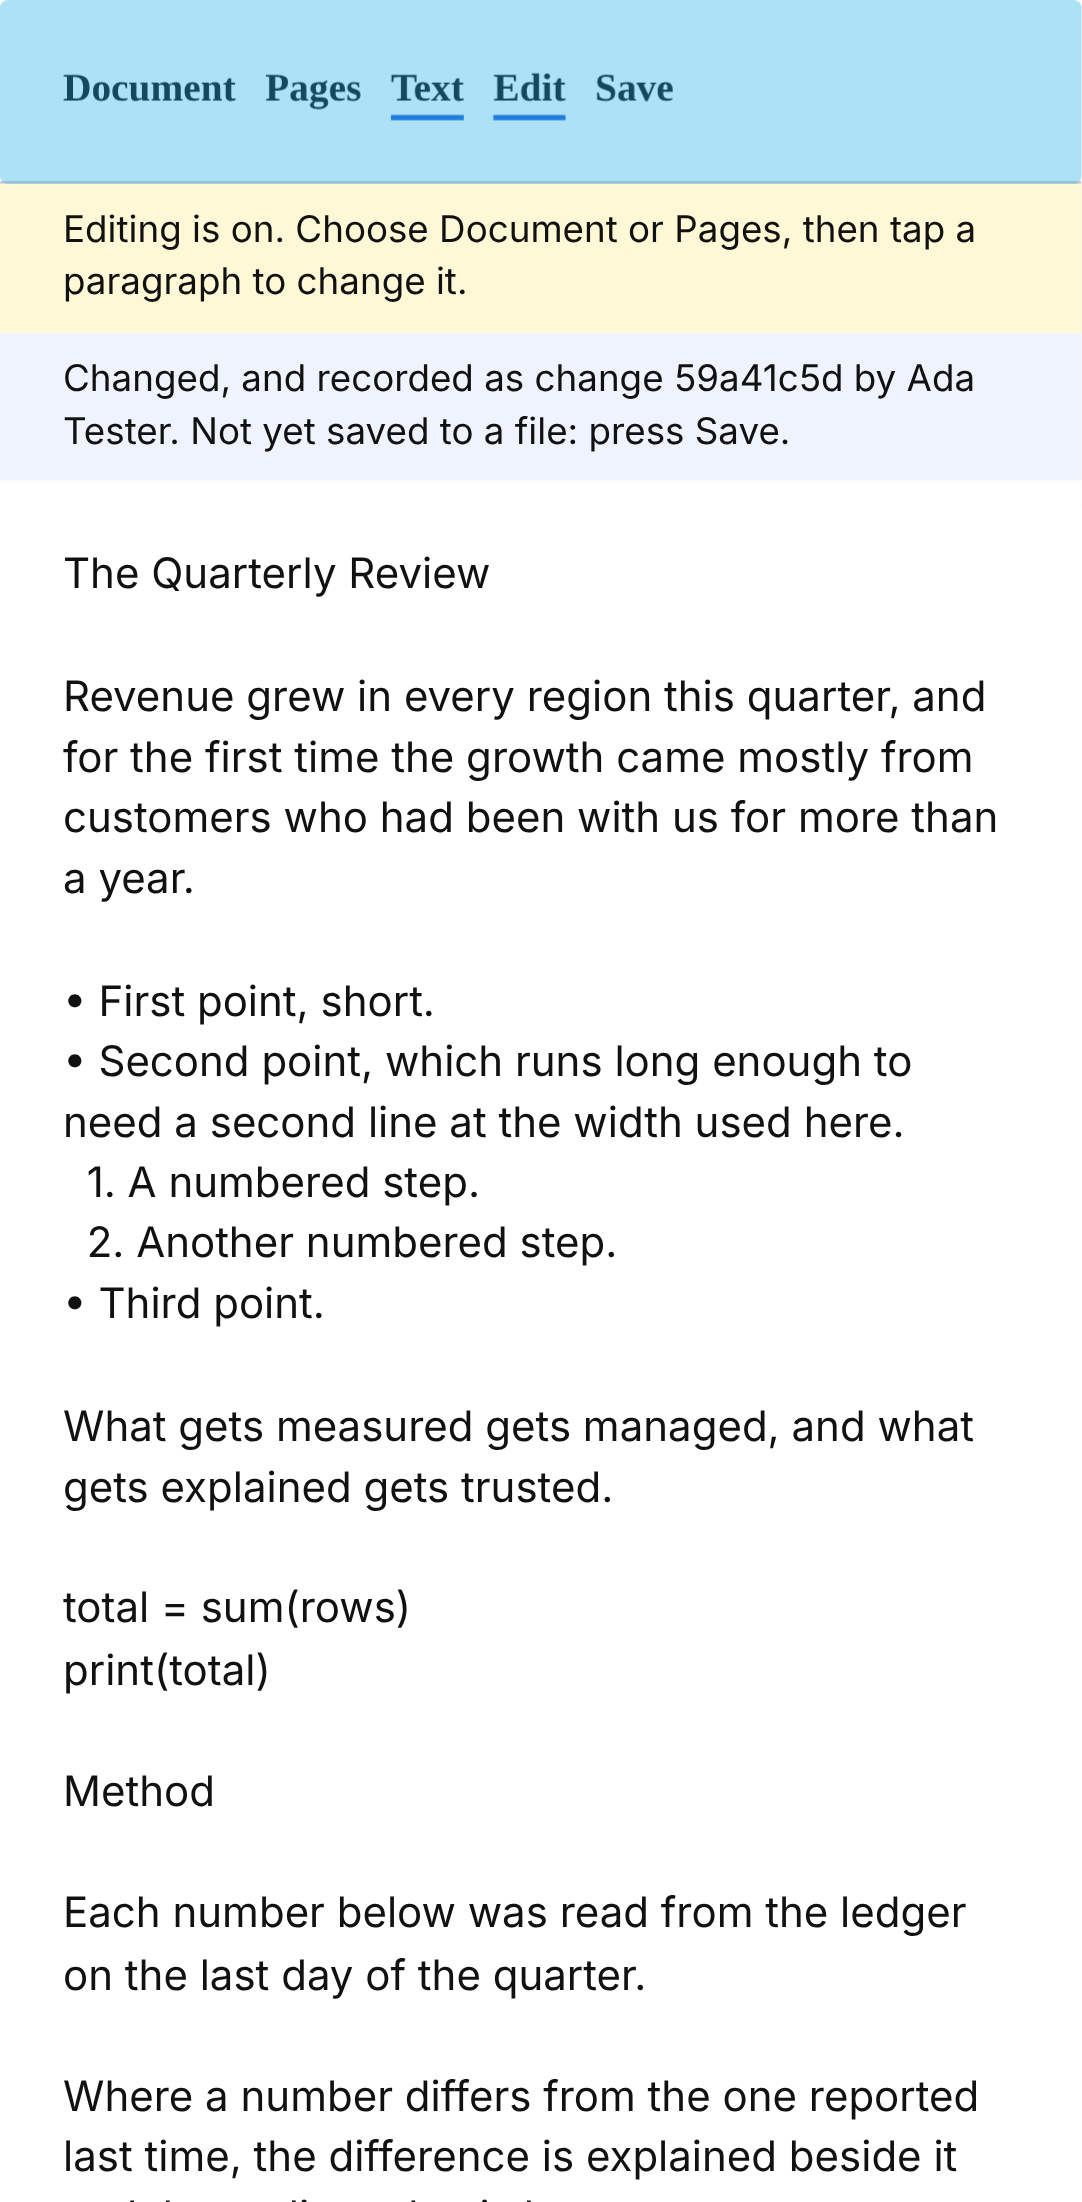 Document Pages Text Edit Save
Editing is on. Choose Document or Pages, then tap a
paragraph to change it.
Changed, and recorded as change 59a41c5d by Ada
Tester. Not yet saved to a file: press Save.
The Quarterly Review
Revenue grew in every region this quarter, and
for the first time the growth came mostly from
customers who had been with us for more than
a year.
• First point, short.
• Second point, which runs long enough to
need a second line at the width used here.
1. A numbered step.
2. Another numbered step.
• Third point.
What gets measured gets managed, and what
gets explained gets trusted.
total = sum(rows)
print(total)
Method
Each number below was read from the ledger
on the last day of the quarter.
Where a number differs from the one reported
last time, the difference is explained beside it